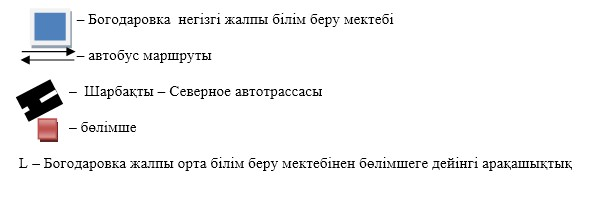 – Богодаровка негізгі жалпы білім беру мектебі
– автобус маршруты
– Шарбақты – Северное автотрассасы
– бөлімше
L – Богодаровка жалпы орта білім беру мектебінен бөлімшеге дейінгі арақашықтық